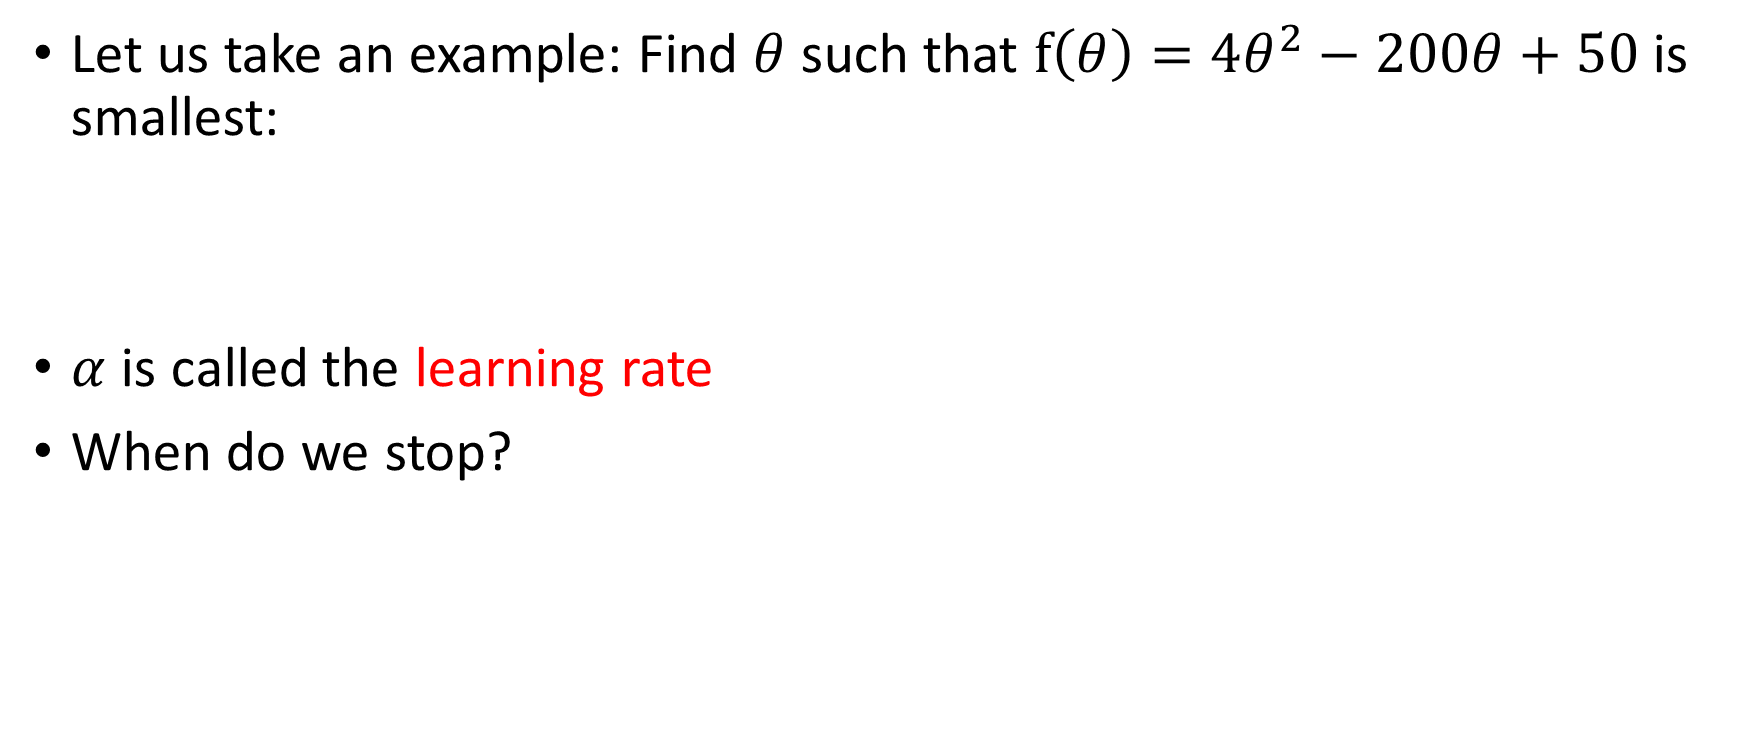 • Let us take an example: Find 𝜃 such that f(𝜃) = 4𝜃² − 200𝜃 + 50 is
smallest:
• 𝛼 is called the learning rate
• When do we stop?